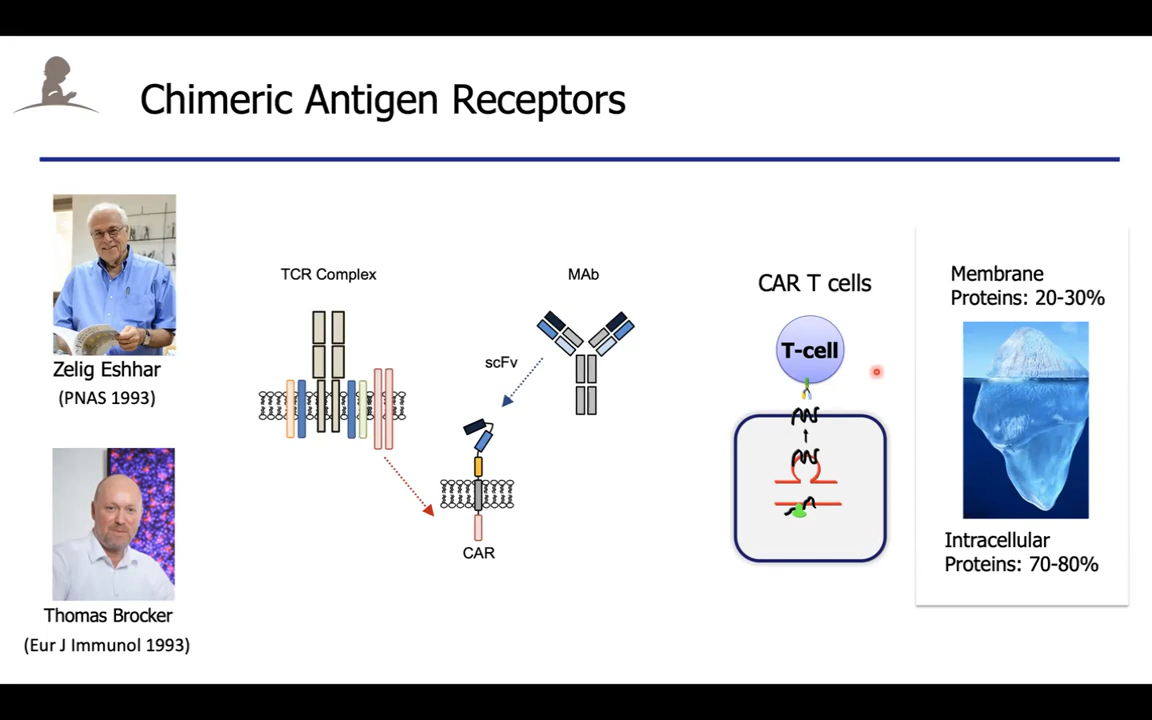 Chimeric Antigen Receptors
Zelig Eshhar
(PNAS 1993)
Thomas Brocker
(Eur J Immunol 1993)
TCR Complex
MAb
scFv
CAR
CAR T cells
T-cell
Membrane
Proteins: 20-30%
Intracellular
Proteins: 70-80%